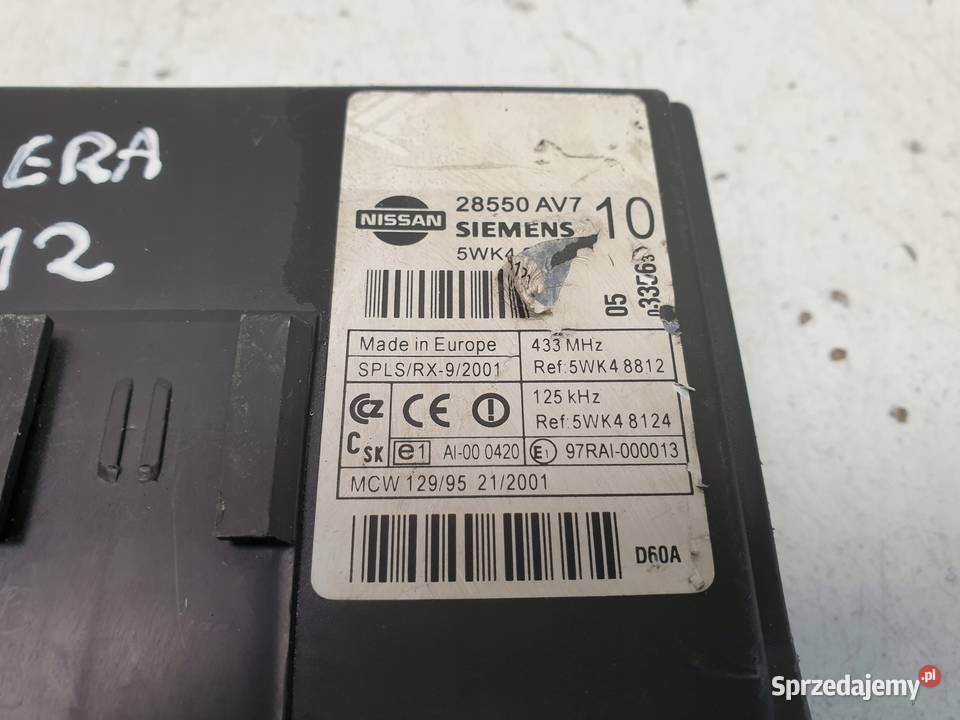 ERA
12
NISSAN
28550 AV7 10
SIEMENS
5WK4
05
Made in Europe
433 MHz
SPLS/RX-9/2001
Ref:5WK4 8812
125 kHz
CE
Ref:5WK4 8124
CSK
e1
AI-00 0420
E1
97RAI-000013
MCW 129/95 21/2001
D60A
Sprzedajemy.pl